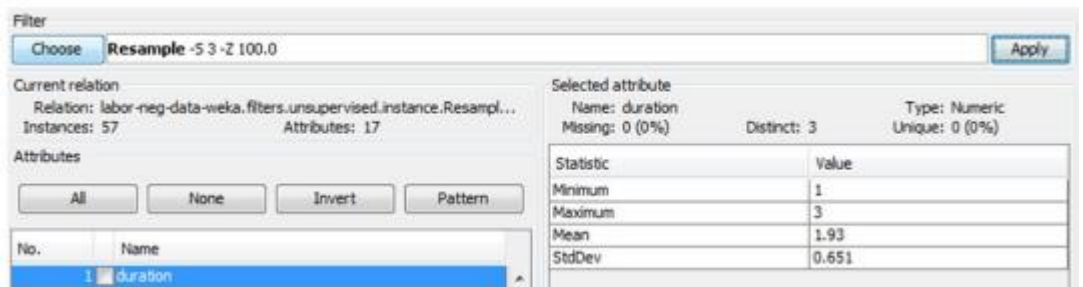 Filter
Choose Resample -S 3 -Z 100.0 Apply
Current relation
Relation: labor-neg-data-weka.filters.unsupervised.instance.Resampl...
Instances: 57 Attributes: 17
Attributes
All None Invert Pattern
No. Name
1 duration
Selected attribute
Name: duration Type: Numeric
Missing: 0 (0%) Distinct: 3 Unique: 0 (0%)
Statistic Value
Minimum 1
Maximum 3
Mean 1.93
StdDev 0.651